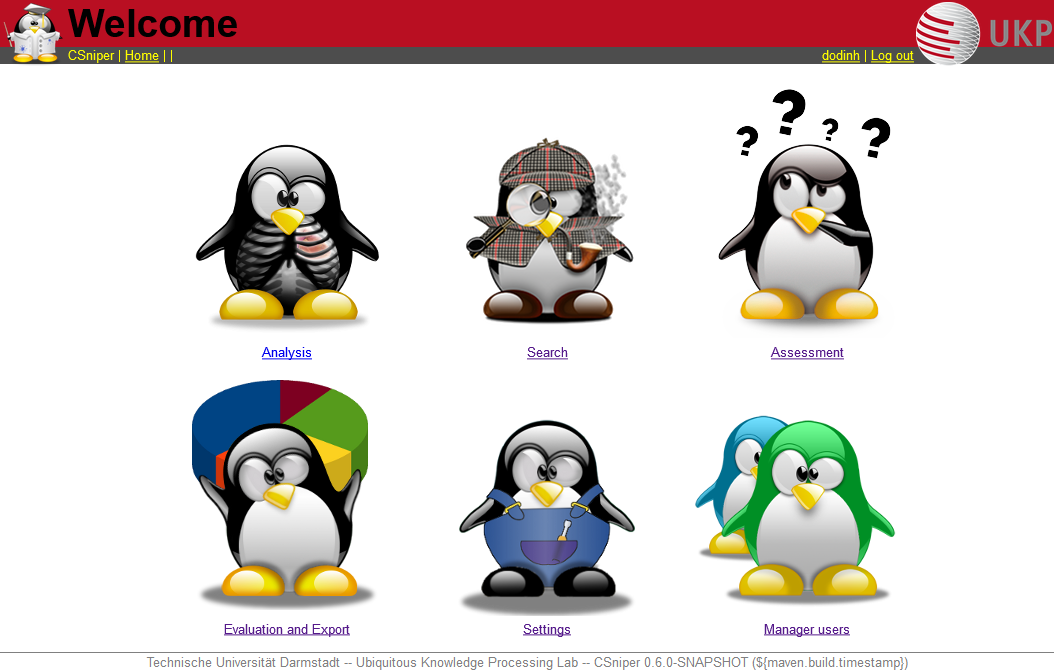 Welcome
UKP
CSniper | Home | |
dodinh | Log out
? ? ? ?
Analysis
Search
Assessment
Evaluation and Export
Settings
Manager users
Technische Universität Darmstadt -- Ubiquitous Knowledge Processing Lab -- CSniper 0.6.0-SNAPSHOT (${maven.build.timestamp})